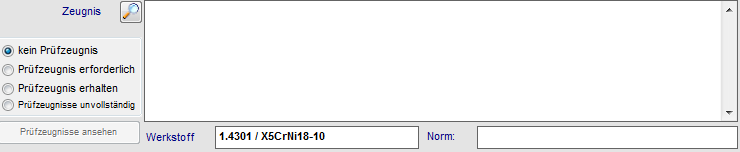 Zeugnis
kein Prüfzeugnis
Prüfzeugnis erforderlich
Prüfzeugnis erhalten
Prüfzeugnisse unvollständig
Prüfzeugnisse ansehen
Werkstoff 1.4301 / X5CrNi18-10 Norm: